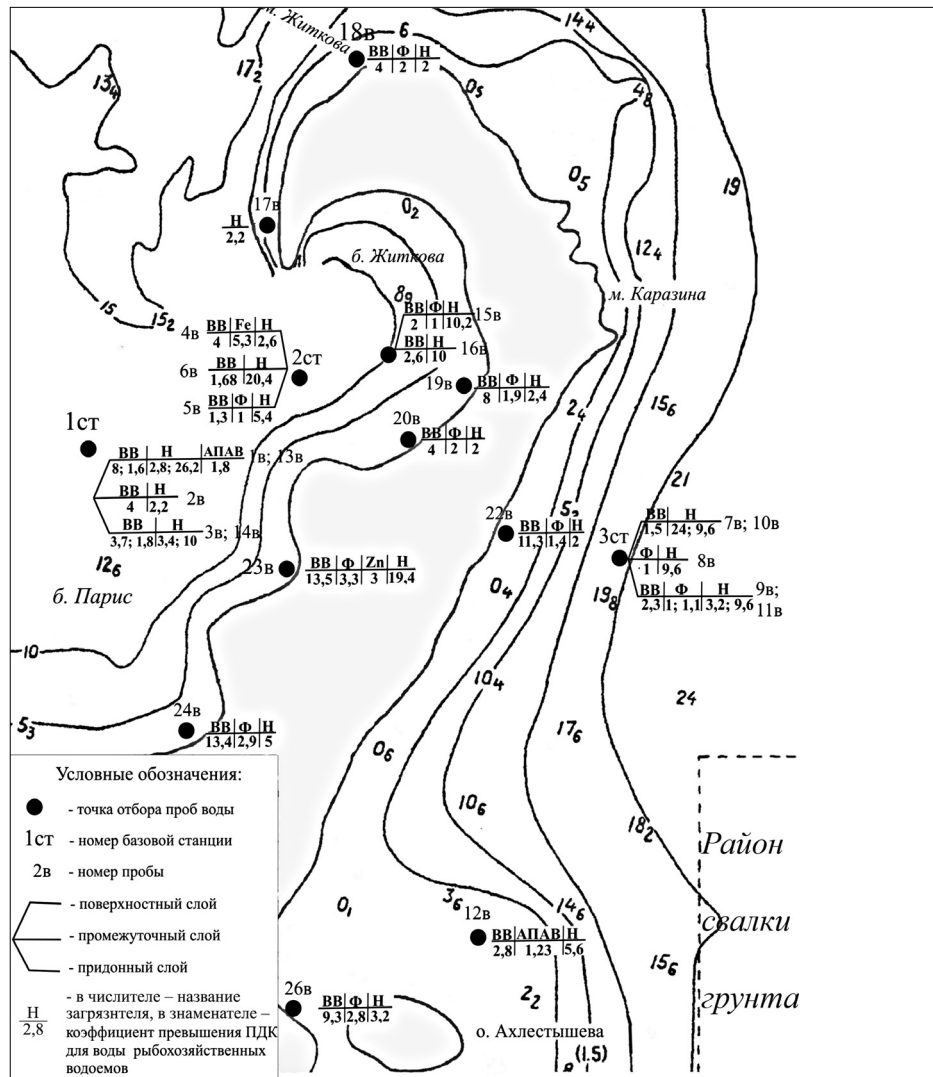 м. Житкова
18в
ВВ|Ф|Н
4|2|2
6
14₄
17₂
13₄
0₅
4₈
0₅
19
17в
Н
2,2
0₂
б. Житкова
12₄
м. Каразина
8₉
15
15₂
ВВ|Ф|Н
2|1|10,2
15в
ВВ|Н
2,6|10
16в
4в
ВВ|Fe|Н
4|5,3|2,6
6в
ВВ|Н
1,68|20,4
2ст
5в
ВВ|Ф|Н
1,3|1|5,4
19в
ВВ|Ф|Н
8|1,9|2,4
20в
ВВ|Ф|Н
4|2|2
2₄
15₆
1ст
ВВ|Н|АПАВ
8; 1,6|2,8; 26,2|1,8
1в; 13в
ВВ|Н
4|2,2
2в
ВВ|Н
3,7; 1,8|3,4; 10
3в; 14в
21
22в
ВВ|Ф|Н
11,3|1,4|2
3ст
ВВ|Н
1,5|24; 9,6
7в; 10в
Ф|Н
1|9,6
8в
ВВ|Ф|Н
2,3|1; 1,1|3,2; 9,6
9в;
11в
12₆
б. Парис
23в
ВВ|Ф|Zn|Н
13,5|3,3|3|19,4
0₄
19₈
10
10₄
24
24в
ВВ|Ф|Н
13,4|2,9|5
5₃
17₆
0₆
10₆
18₂
Район
свалки
грунта
0₁
3₆
14₆
12в
ВВ|АПАВ|Н
2,8|1,23|5,6
15₆
26в
ВВ|Ф|Н
9,3|2,8|3,2
2₂
о. Ахлестышева
(1.5)
8
Условные обозначения:
- точка отбора проб воды
1ст - номер базовой станции
2в - номер пробы
- поверхностный слой
- промежуточный слой
- придонный слой
Н
2,8
- в числителе – название
загрязнтеля, в знаменателе –
коэффициент превышения ПДК
для воды рыбохозяйственных
водоемов